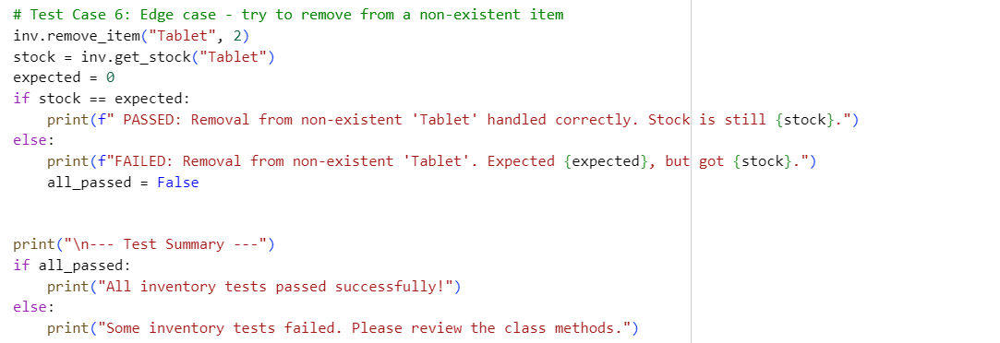 # Test Case 6: Edge case - try to remove from a non-existent item
inv.remove_item("Tablet", 2)
stock = inv.get_stock("Tablet")
expected = 0
if stock == expected:
    print(f" PASSED: Removal from non-existent 'Tablet' handled correctly. Stock is still {stock}.")
else:
    print(f"FAILED: Removal from non-existent 'Tablet'. Expected {expected}, but got {stock}.")
    all_passed = False


print("\n--- Test Summary ---")
if all_passed:
    print("All inventory tests passed successfully!")
else:
    print("Some inventory tests failed. Please review the class methods.")